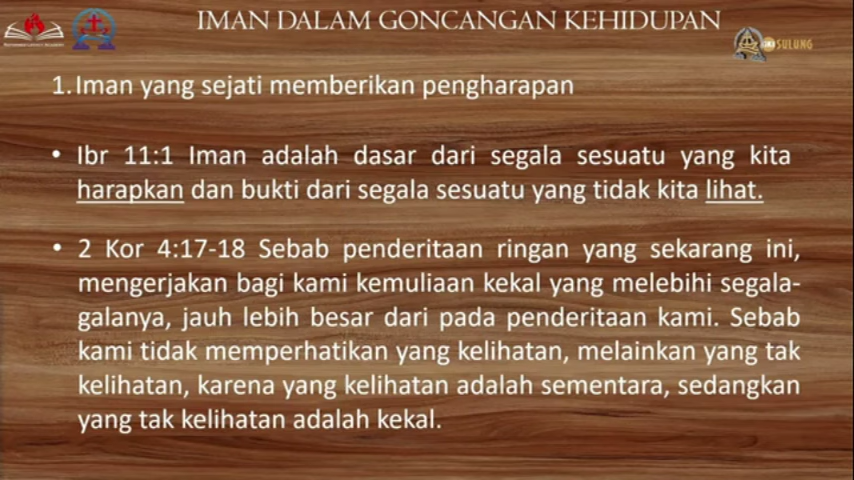 IMAN DALAM GONCANGAN KEHIDUPAN
SULUNG
1. Iman yang sejati memberikan pengharapan
• Ibr 11:1 Iman adalah dasar dari segala sesuatu yang kita
harapkan dan bukti dari segala sesuatu yang tidak kita lihat.
• 2 Kor 4:17-18 Sebab penderitaan ringan yang sekarang ini,
mengerjakan bagi kami kemuliaan kekal yang melebihi segala-
galanya, jauh lebih besar dari pada penderitaan kami. Sebab
kami tidak memperhatikan yang kelihatan, melainkan yang tak
kelihatan, karena yang kelihatan adalah sementara, sedangkan
yang tak kelihatan adalah kekal.